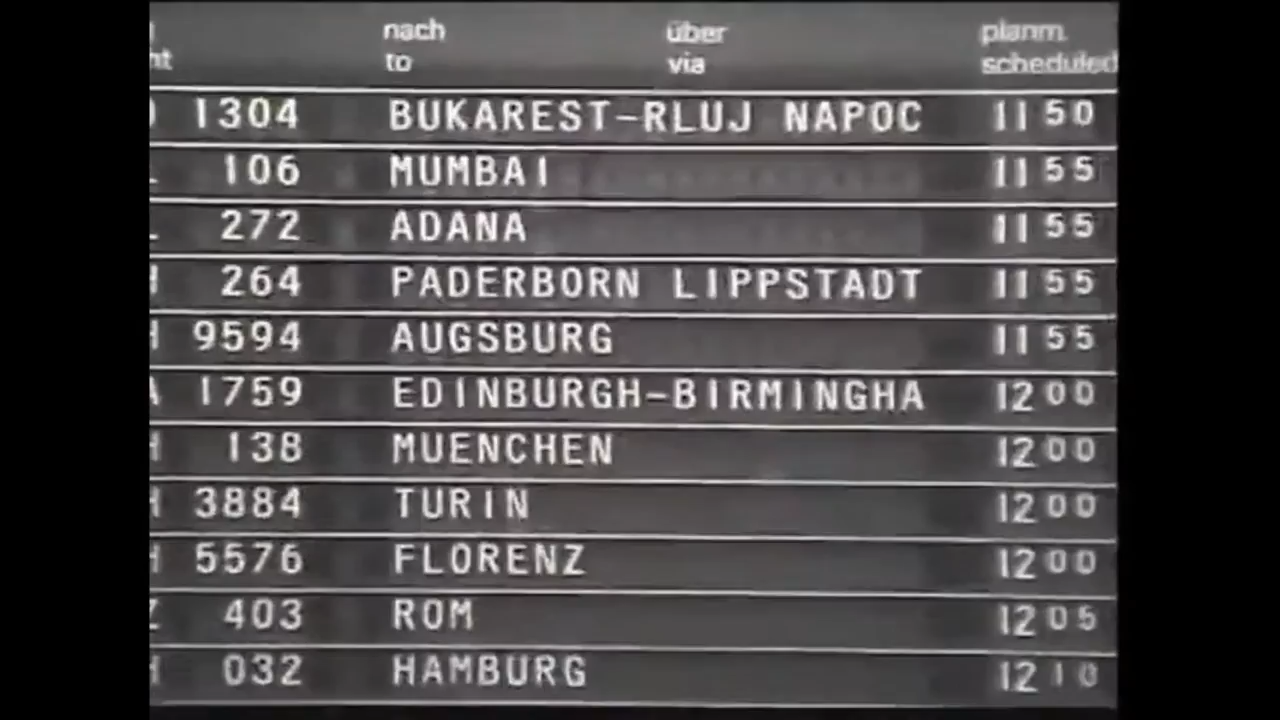 nach über planm.
to via scheduled
1304 BUKAREST-RLUJ NAPOC 11 50
106 MUMBAI 11 55
272 ADANA 11 55
264 PADERBORN LIPPSTADT 11 55
9594 AUGSBURG 11 55
1759 EDINBURGH-BIRMINGHA 12 00
138 MUENCHEN 12 00
3884 TURIN 12 00
5576 FLORENZ 12 00
403 ROM 12 05
032 HAMBURG 12 10